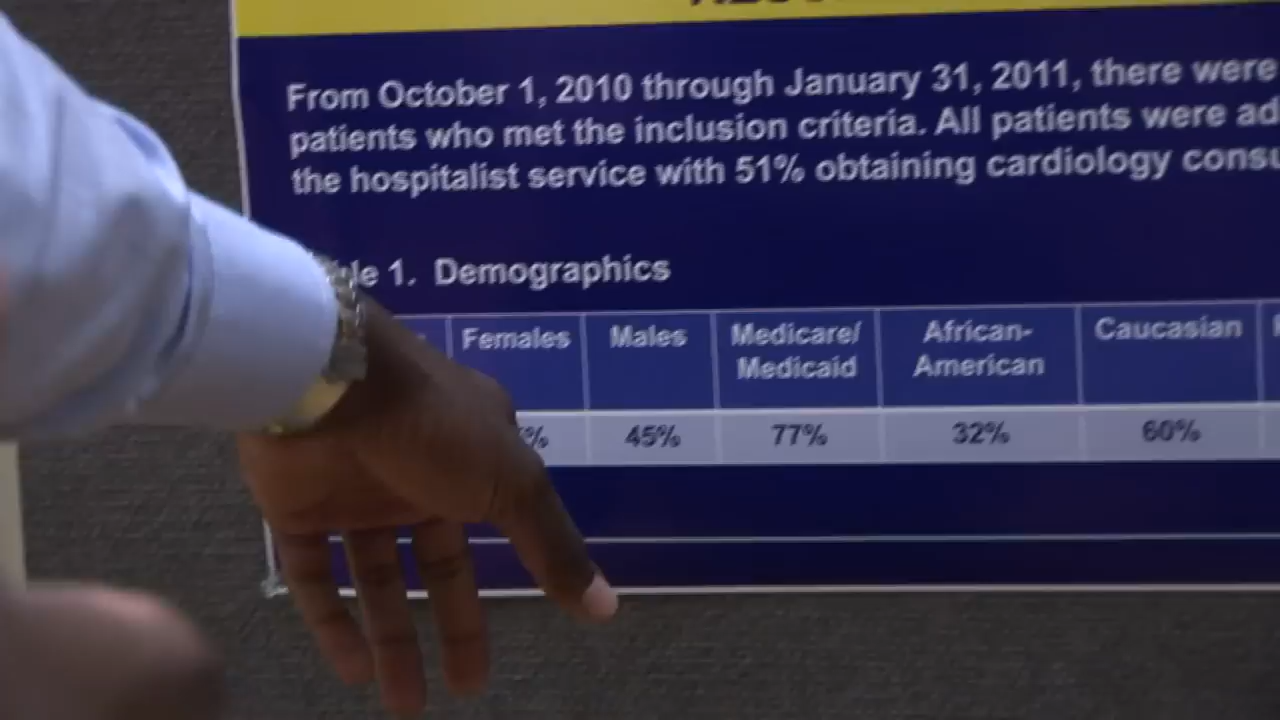 From October 1, 2010 through January 31, 2011, there were
patients who met the inclusion criteria. All patients were
the hospitalist service with 51% obtaining cardiology
1. Demographics
Females Males Medicare/ African- Caucasian
Medicaid American
45% 77% 32% 60%